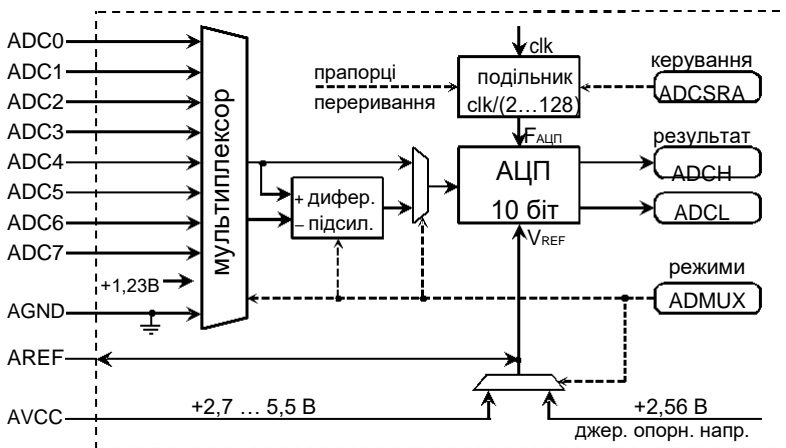 ADC0
ADC1
ADC2
ADC3
ADC4
ADC5
ADC6
ADC7
+1,23В
AGND
AREF
AVCC
мультиплексор
+ дифер.
– підсил.
прапорці
переривання
clk
подільник
clk/(2…128)
FАЦП
АЦП
10 біт
VREF
керування
ADCSRA
результат
ADCH
ADCL
режими
ADMUX
+2,7 … 5,5 В
+2,56 В
джер. опорн. напр.